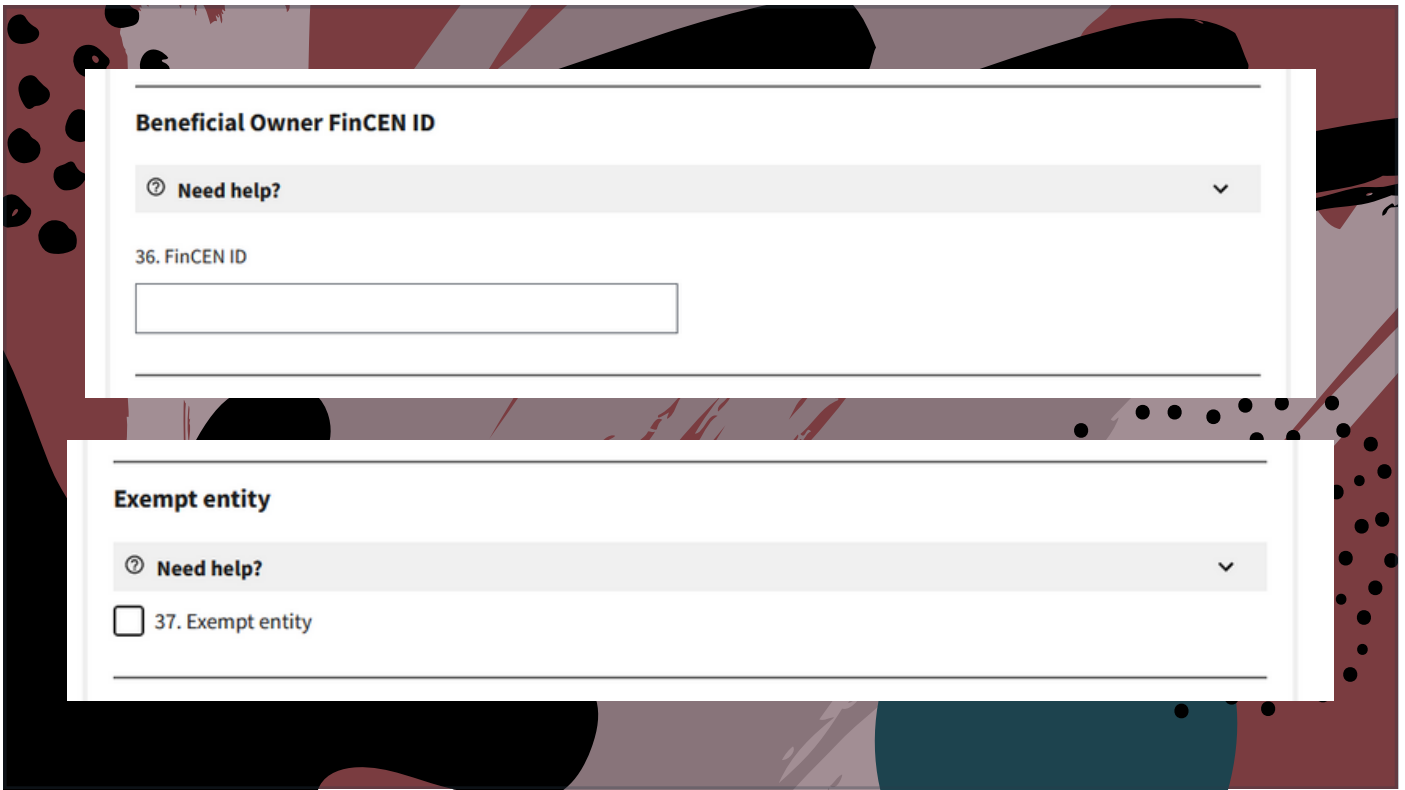 Beneficial Owner FinCEN ID
Need help?
36. FinCEN ID
Exempt entity
Need help?
37. Exempt entity